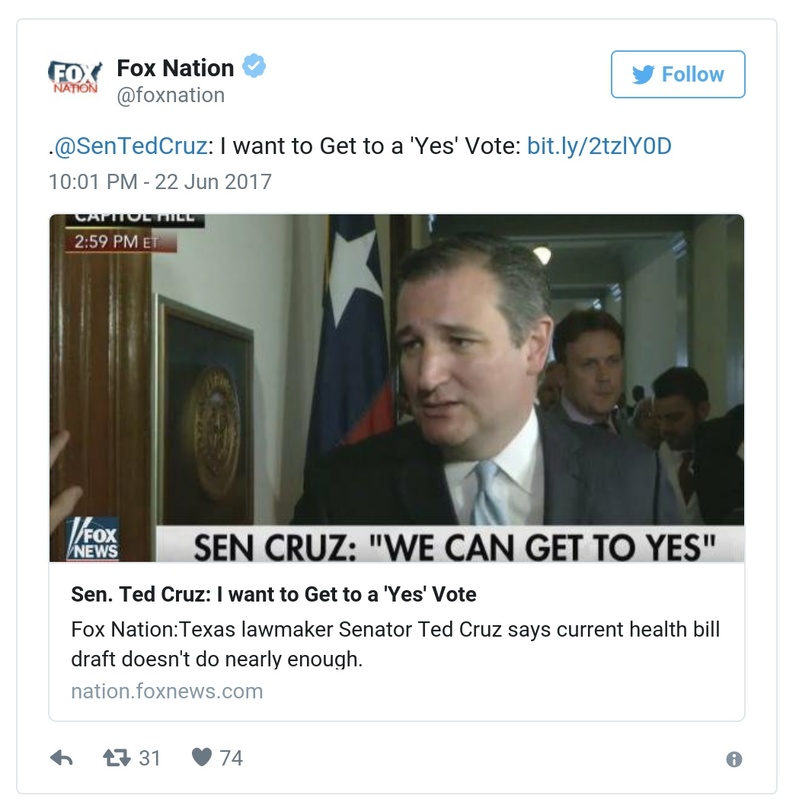 FOX
NATION
Fox Nation
@foxnation
Follow
.@SenTedCruz: I want to Get to a 'Yes' Vote: bit.ly/2tzlY0D
10:01 PM - 22 Jun 2017
CAPITOL HILL
2:59 PM ET
FOX
NEWS
SEN CRUZ: "WE CAN GET TO YES"
Sen. Ted Cruz: I want to Get to a 'Yes' Vote
Fox Nation:Texas lawmaker Senator Ted Cruz says current health bill
draft doesn't do nearly enough.
nation.foxnews.com
31 74